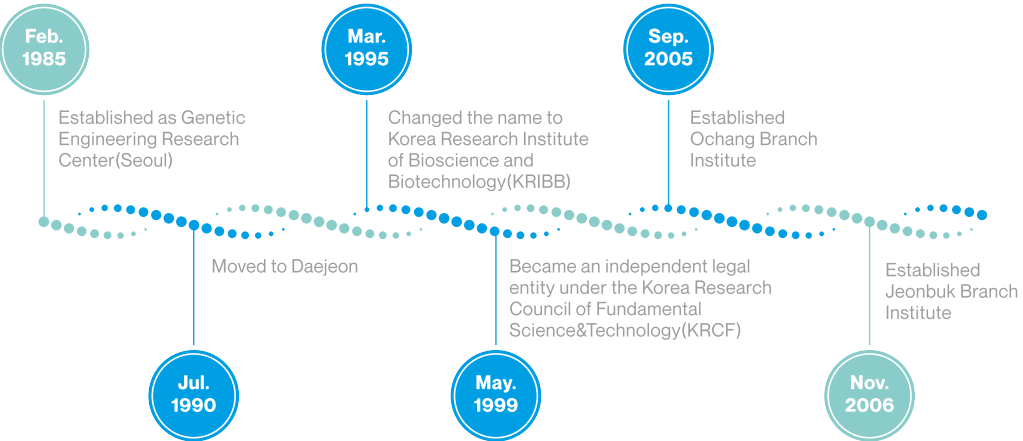 Feb.
1985
Established as Genetic
Engineering Research
Center(Seoul)
Jul.
1990
Moved to Daejeon
Mar.
1995
Changed the name to
Korea Research Institute
of Bioscience and
Biotechnology(KRIBB)
May.
1999
Became an independent legal
entity under the Korea Research
Council of Fundamental
Science&Technology(KRCF)
Sep.
2005
Established
Ochang Branch
Institute
Nov.
2006
Established
Jeonbuk Branch
Institute